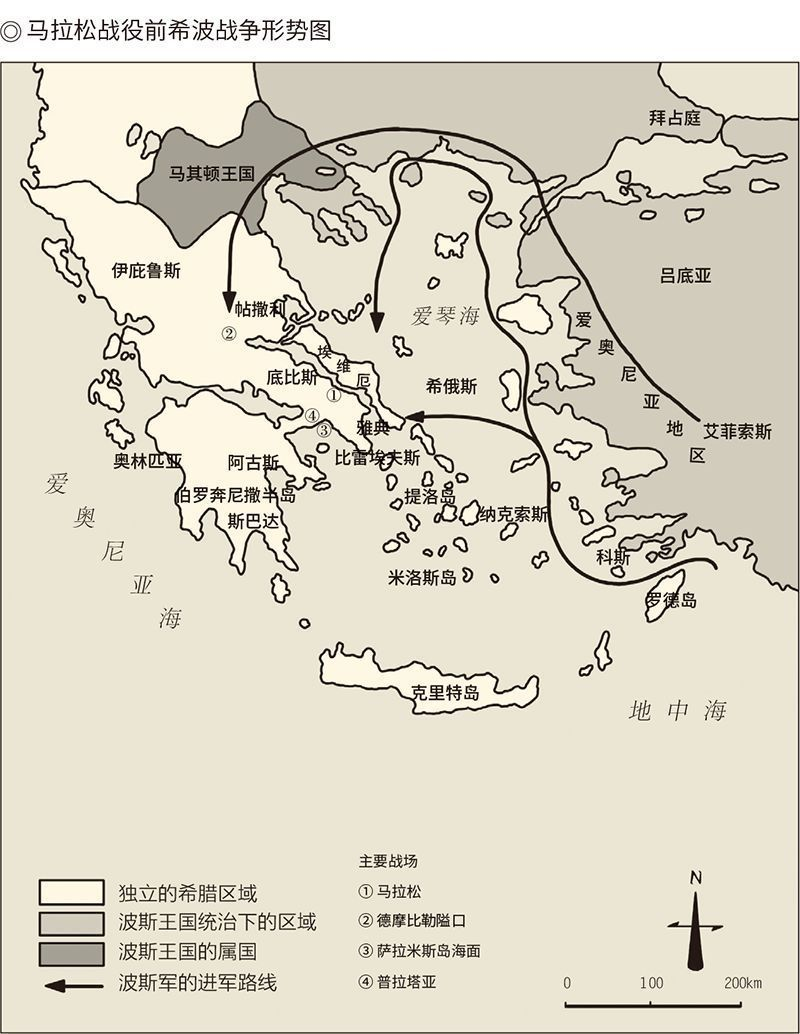 ◎ 马拉松战役前希波战争形势图
拜占庭
马其顿王国
伊庇鲁斯
吕底亚
帖撒利
②
爱琴海
埃维厄
爱奥尼亚地区
底比斯
希俄斯
①
④
③
雅典
艾菲索斯
奥林匹亚
阿古斯
比雷埃夫斯
伯罗奔尼撒半岛
提洛岛
纳克索斯
斯巴达
爱奥尼亚海
科斯
米洛斯岛
罗德岛
克里特岛
地中海
独立的希腊区域
波斯王国统治下的区域
波斯王国的属国
波斯军的进军路线
主要战场
① 马拉松
② 德摩比勒隘口
③ 萨拉米斯岛海面
④ 普拉塔亚
N
0 100 200km